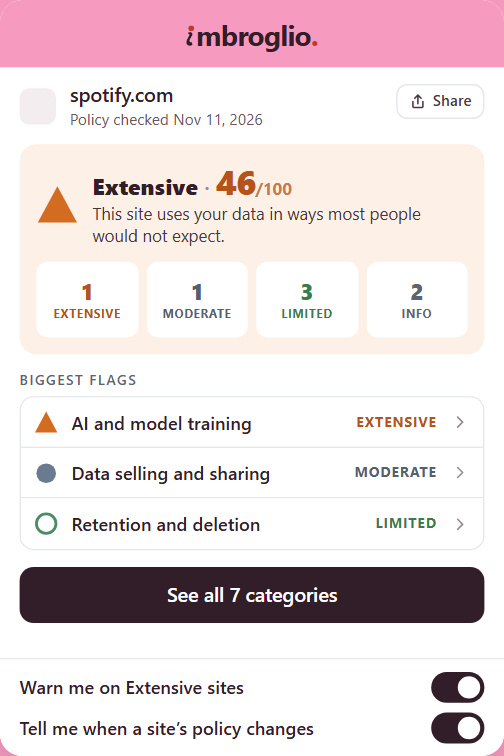 imbroglio.
spotify.com
Policy checked Nov 11, 2026
Share
Extensive · 46/100
This site uses your data in ways most people
would not expect.
1
EXTENSIVE
1
MODERATE
3
LIMITED
2
INFO
BIGGEST FLAGS
AI and model training EXTENSIVE
Data selling and sharing MODERATE
Retention and deletion LIMITED
See all 7 categories
Warn me on Extensive sites
Tell me when a site’s policy changes